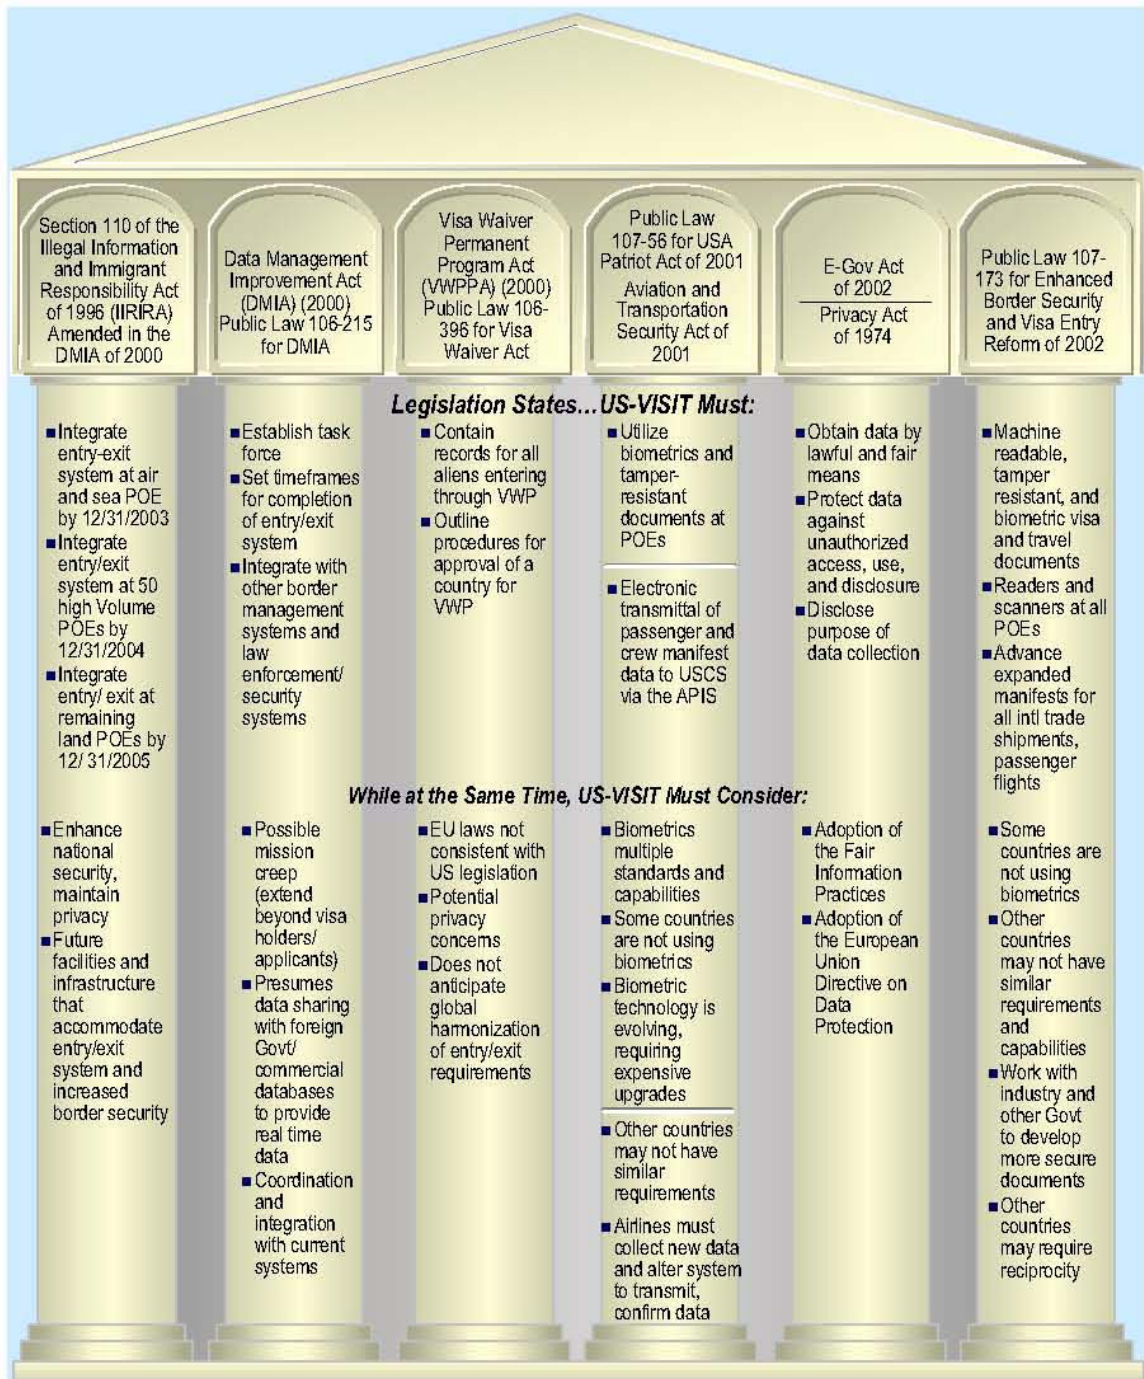 Section 110 of the
Illegal Information
and Immigrant
Responsibility Act
of 1996 (IIRIRA)
Amended in the
DMIA of 2000
Data Management
Improvement Act
(DMIA) (2000)
Public Law 106-215
for DMIA
Visa Waiver
Permanent
Program Act
(VWPPA) (2000)
Public Law 106-
396 for Visa
Waiver Act
Public Law
107-56 for USA
Patriot Act of 2001
Aviation and
Transportation
Security Act of
2001
E-Gov Act
of 2002
Privacy Act
of 1974
Public Law 107-
173 for Enhanced
Border Security
and Visa Entry
Reform of 2002
Legislation States...US-VISIT Must:
■Integrate
entry-exit
system at air
and sea POE
by 12/31/2003
■Integrate
entry/exit
system at 50
high Volume
POEs by
12/31/2004
■Integrate
entry/ exit at
remaining
land POEs by
12/ 31/2005
■Establish task
force
■Set timeframes
for completion
of entry/exit
system
■Integrate with
other border
management
systems and
law
enforcement/
security
systems
■Contain
records for all
aliens entering
through VWP
■Outline
procedures for
approval of a
country for
VWP
■Utilize
biometrics and
tamper-
resistant
documents at
POEs
■Electronic
transmittal of
passenger and
crew manifest
data to USCS
via the APIS
■Obtain data by
lawful and fair
means
■Protect data
against
unauthorized
access, use,
and disclosure
■Disclose
purpose of
data collection
■Machine
readable,
tamper
resistant, and
biometric visa
and travel
documents
■Readers and
scanners at all
POEs
■Advance
expanded
manifests for
all intl trade
shipments,
passenger
flights
While at the Same Time, US-VISIT Must Consider:
■Enhance
national
security,
maintain
privacy
■Future
facilities and
infrastructure
that
accommodate
entry/exit
system and
increased
border security
■Possible
mission
creep
(extend
beyond visa
holders/
applicants)
■Presumes
data sharing
with foreign
Govt/
commercial
databases
to provide
real time
data
■Coordination
and
integration
with current
systems
■EU laws not
consistent with
US legislation
■Potential
privacy
concerns
■Does not
anticipate
global
harmonization
of entry/exit
requirements
■Biometrics
multiple
standards and
capabilities
■Some countries
are not using
biometrics
■Biometric
technology is
evolving,
requiring
expensive
upgrades
■Other countries
may not have
similar
requirements
■Airlines must
collect new data
and alter system
to transmit,
confirm data
■Adoption of
the Fair
Information
Practices
■Adoption of
the European
Union
Directive on
Data
Protection
■Some
countries are
not using
biometrics
■Other
countries
may not have
similar
requirements
and
capabilities
■Work with
industry and
other Govt
to develop
more secure
documents
■Other
countries
may require
reciprocity